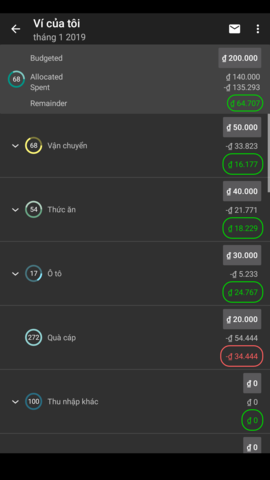 Ví của tôi
tháng 1 2019
Budgeted
₫ 200.000
68
Allocated
₫ 140.000
Spent
-₫ 135.293
Remainder
₫ 64.707
₫ 50.000
68
Vận chuyển
-₫ 33.823
₫ 16.177
₫ 40.000
54
Thức ăn
-₫ 21.771
₫ 18.229
₫ 30.000
17
Ô tô
-₫ 5.233
₫ 24.767
₫ 20.000
272
Quà cáp
-₫ 54.444
-₫ 34.444
₫ 0
100
Thu nhập khác
₫ 0
₫ 0
₫ 0